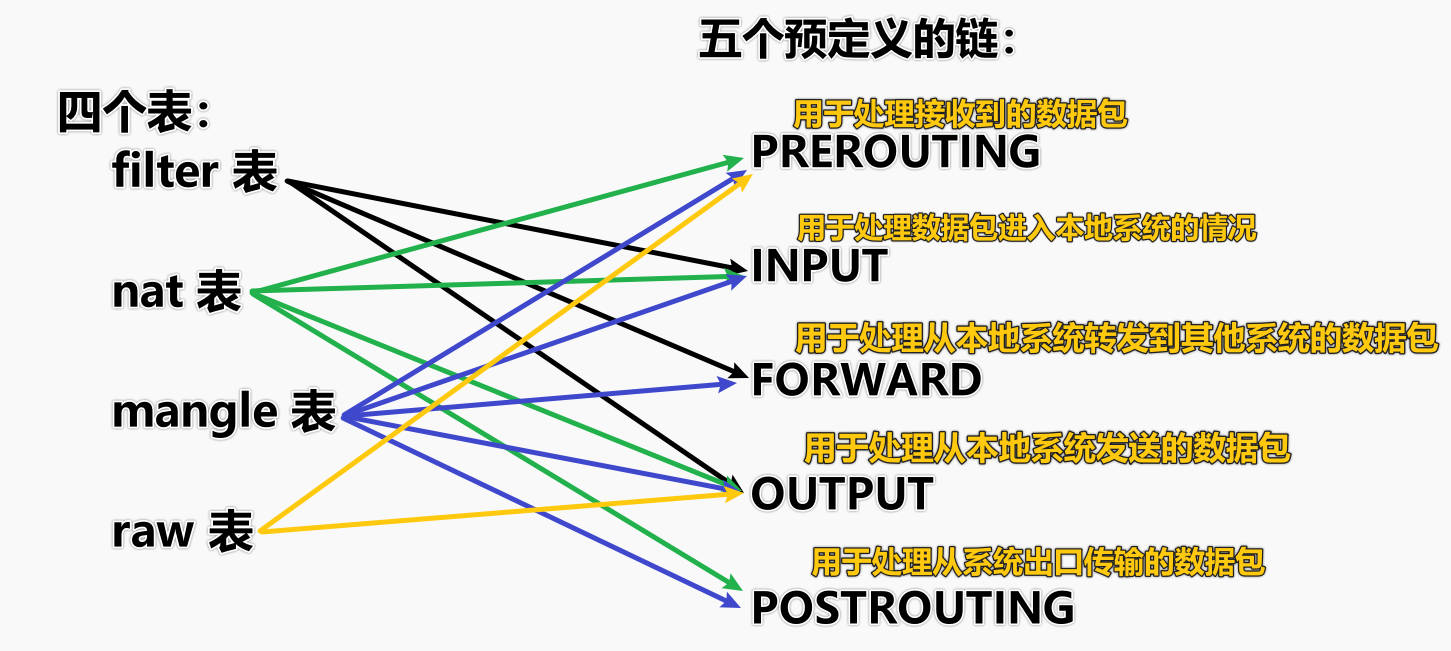 五个预定义的链：
四个表：
用于处理接收到的数据包
PREROUTING
filter 表
用于处理数据包进入本地系统的情况
INPUT
nat 表
用于处理从本地系统转发到其他系统的数据包
FORWARD
mangle 表
用于处理从本地系统发送的数据包
OUTPUT
raw 表
用于处理从系统出口传输的数据包
POSTROUTING